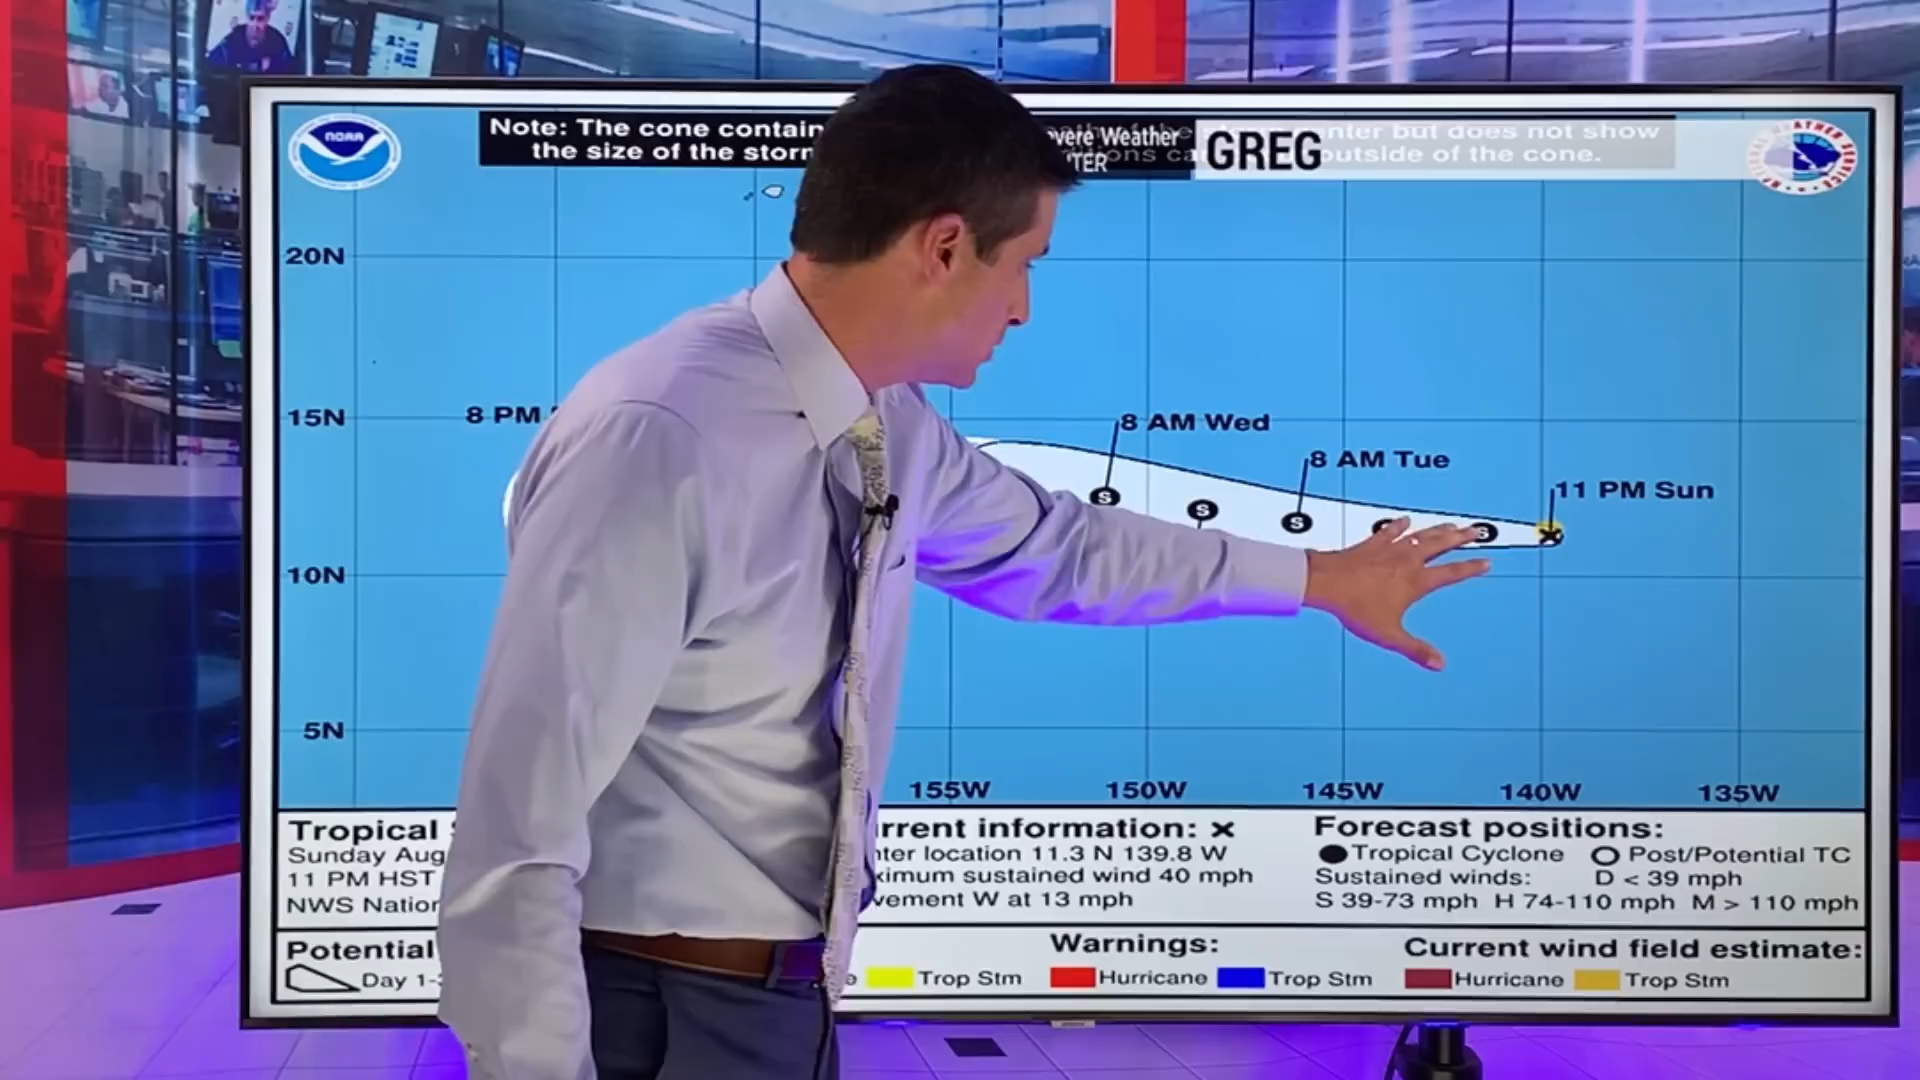 NOAA
Note: The cone contain
the size of the storm
vere Weather
TER
GREG
enter but does not show
outside of the cone.
20N
15N
10N
5N
8 PM
8 AM Wed
8 AM Tue
11 PM Sun
S
S
S
S
155W
150W
145W
140W
135W
Tropical
Sunday Aug
11 PM HST
NWS Nation
rrent information: x
nter location 11.3 N 139.8 W
ximum sustained wind 40 mph
vement W at 13 mph
Forecast positions:
Tropical Cyclone
Post/Potential TC
Sustained winds:
D < 39 mph
S 39-73 mph H 74-110 mph M > 110 mph
Potential
Day 1-3
e
Trop Stm
Warnings:
Hurricane
Trop Stm
Current wind field estimate:
Hurricane
Trop Stm